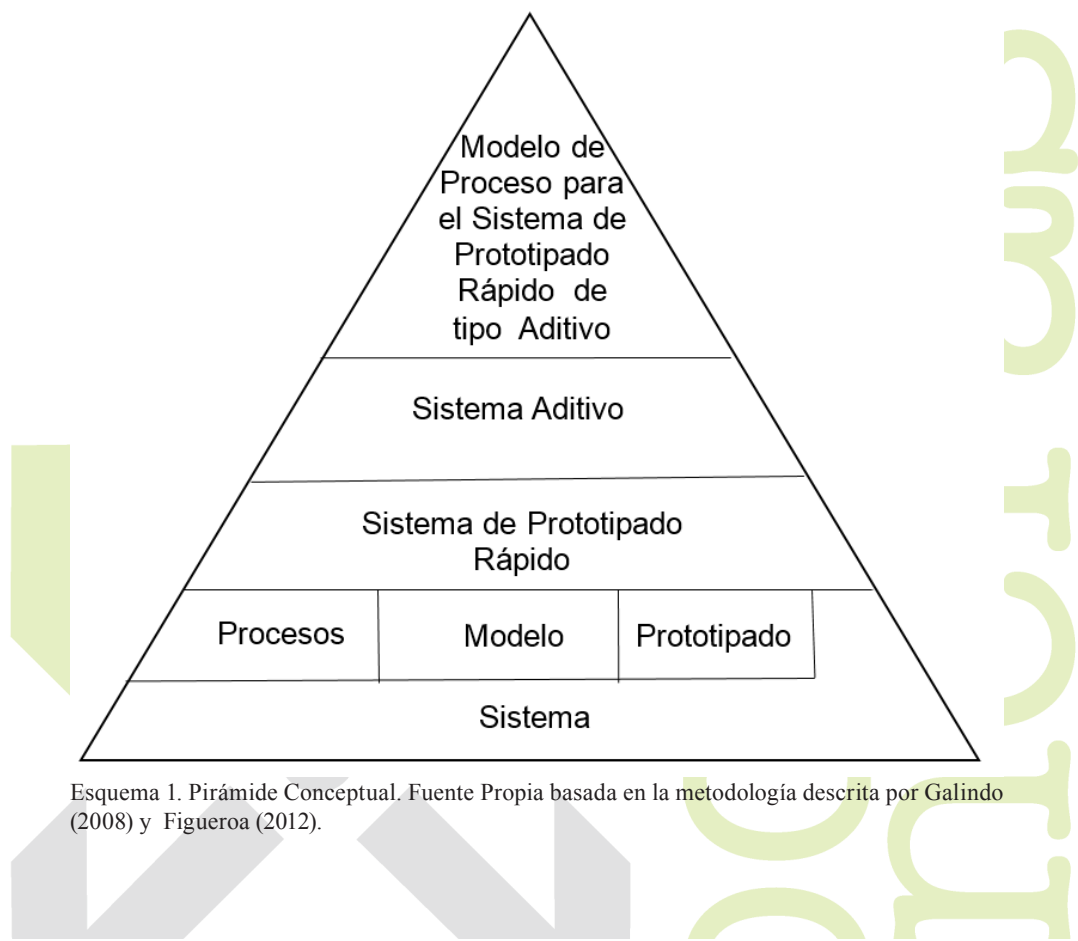 Modelo de
Proceso para
el Sistema de
Prototipado
Rápido de
tipo Aditivo
Sistema Aditivo
Sistema de Prototipado
Rápido
Procesos Modelo Prototipado
Sistema
Esquema 1. Pirámide Conceptual. Fuente Propia basada en la metodología descrita por Galindo
(2008) y Figueroa (2012).